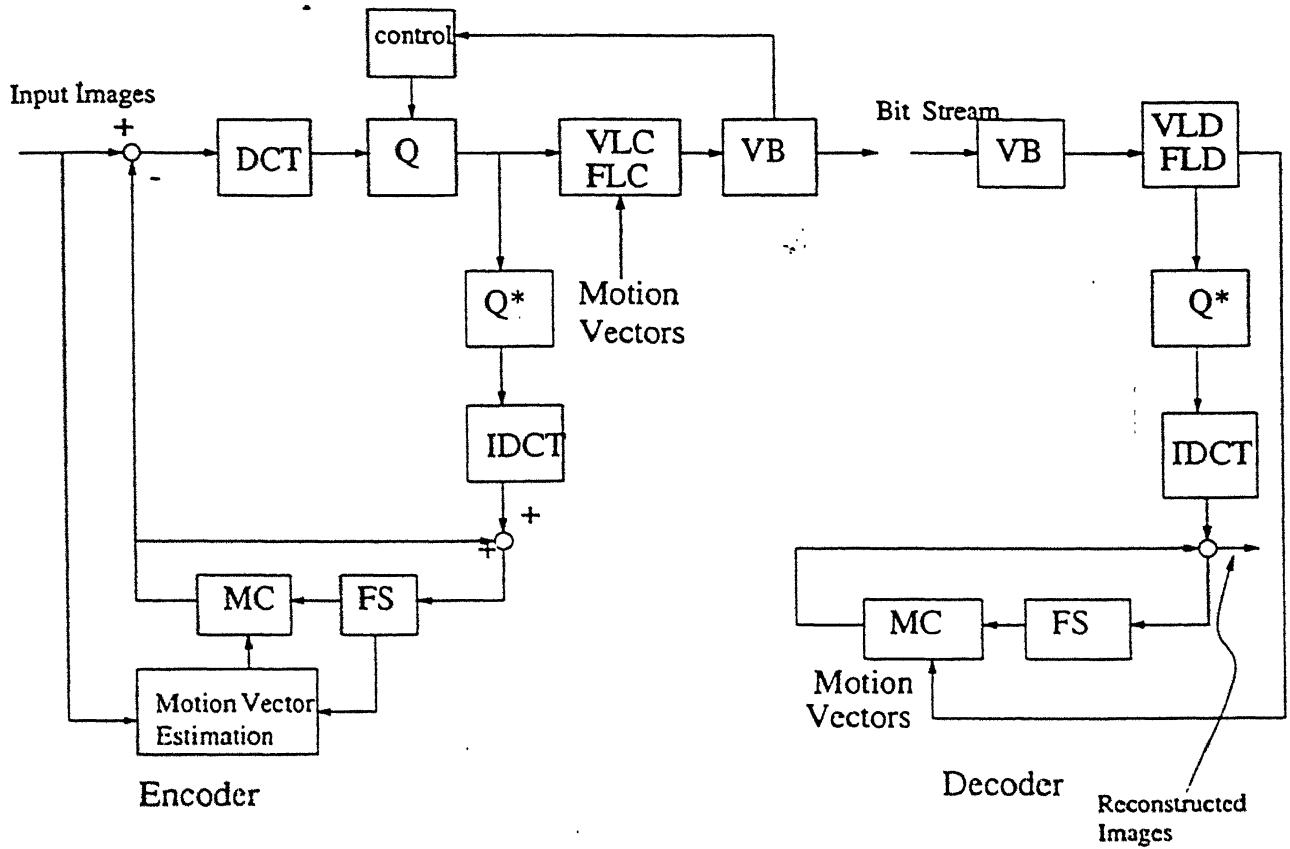 control
Input Images
+
-
DCT
Q
VLC
FLC
VB
Bit Stream
VB
VLD
FLD
Q*
Motion
Vectors
Q*
IDCT
IDCT
+
+
MC
FS
MC
FS
Motion Vector
Estimation
Motion
Vectors
Encoder
Decoder
Reconstructed
Images